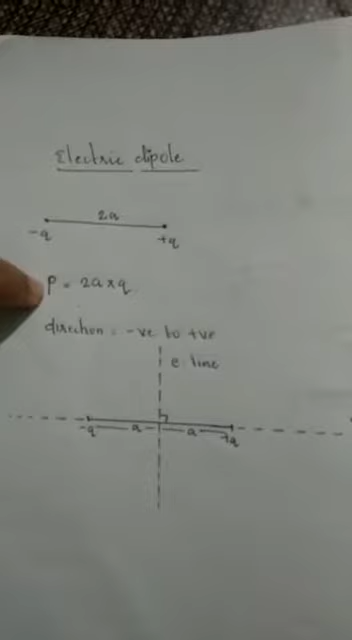 Electric dipole
2a
-q +q
P = 2a×q
direction : -ve to +ve
e. line
-q a a +q